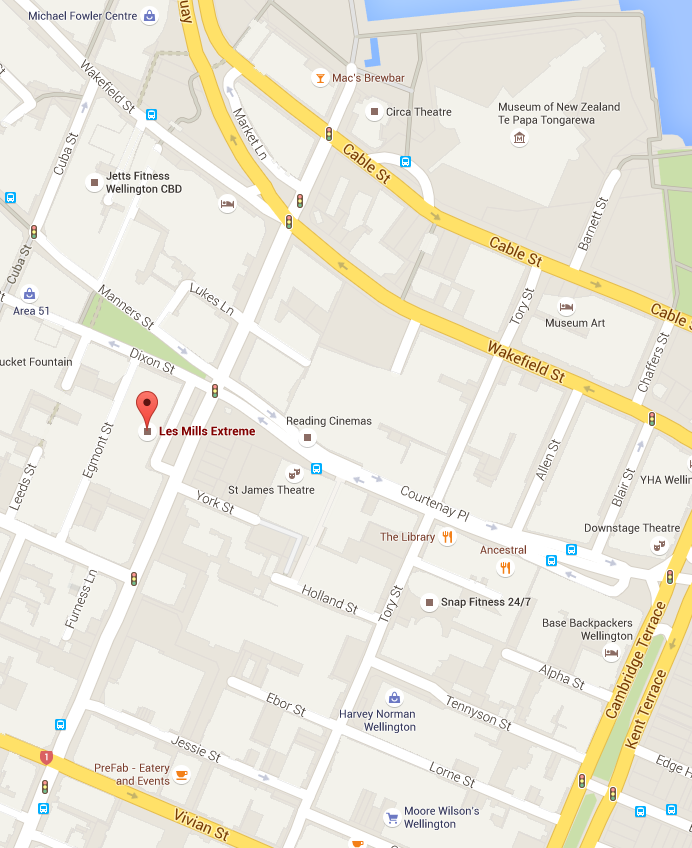 Michael Fowler Centre
uay
Wakefield St
Mac's Brewbar
Circa Theatre
Museum of New Zealand
Te Papa Tongarewa
Market Ln
Cuba St
Cable St
Jetts Fitness
Wellington CBD
Barnett St
Cuba St
Cable St
Area 51
Manners St
Lukes Ln
Tory St
Museum Art
Cable S
Dixon St
Wakefield St
Chaffers St
ucket Fountain
Les Mills Extreme
Reading Cinemas
Egmont St
Leeds St
Allen St
Blair St
YHA Wellin
St James Theatre
York St
Courtenay Pl
Downstage Theatre
The Library
Ancestral
Furness Ln
Holland St
Tory St
Snap Fitness 24/7
Base Backpackers
Wellington
Cambridge Terrace
Kent Terrace
Alpha St
Ebor St
Harvey Norman
Wellington
Tennyson St
Jessie St
Lorne St
Edge H
1
PreFab - Eatery
and Events
Vivian St
Moore Wilson's
Wellington